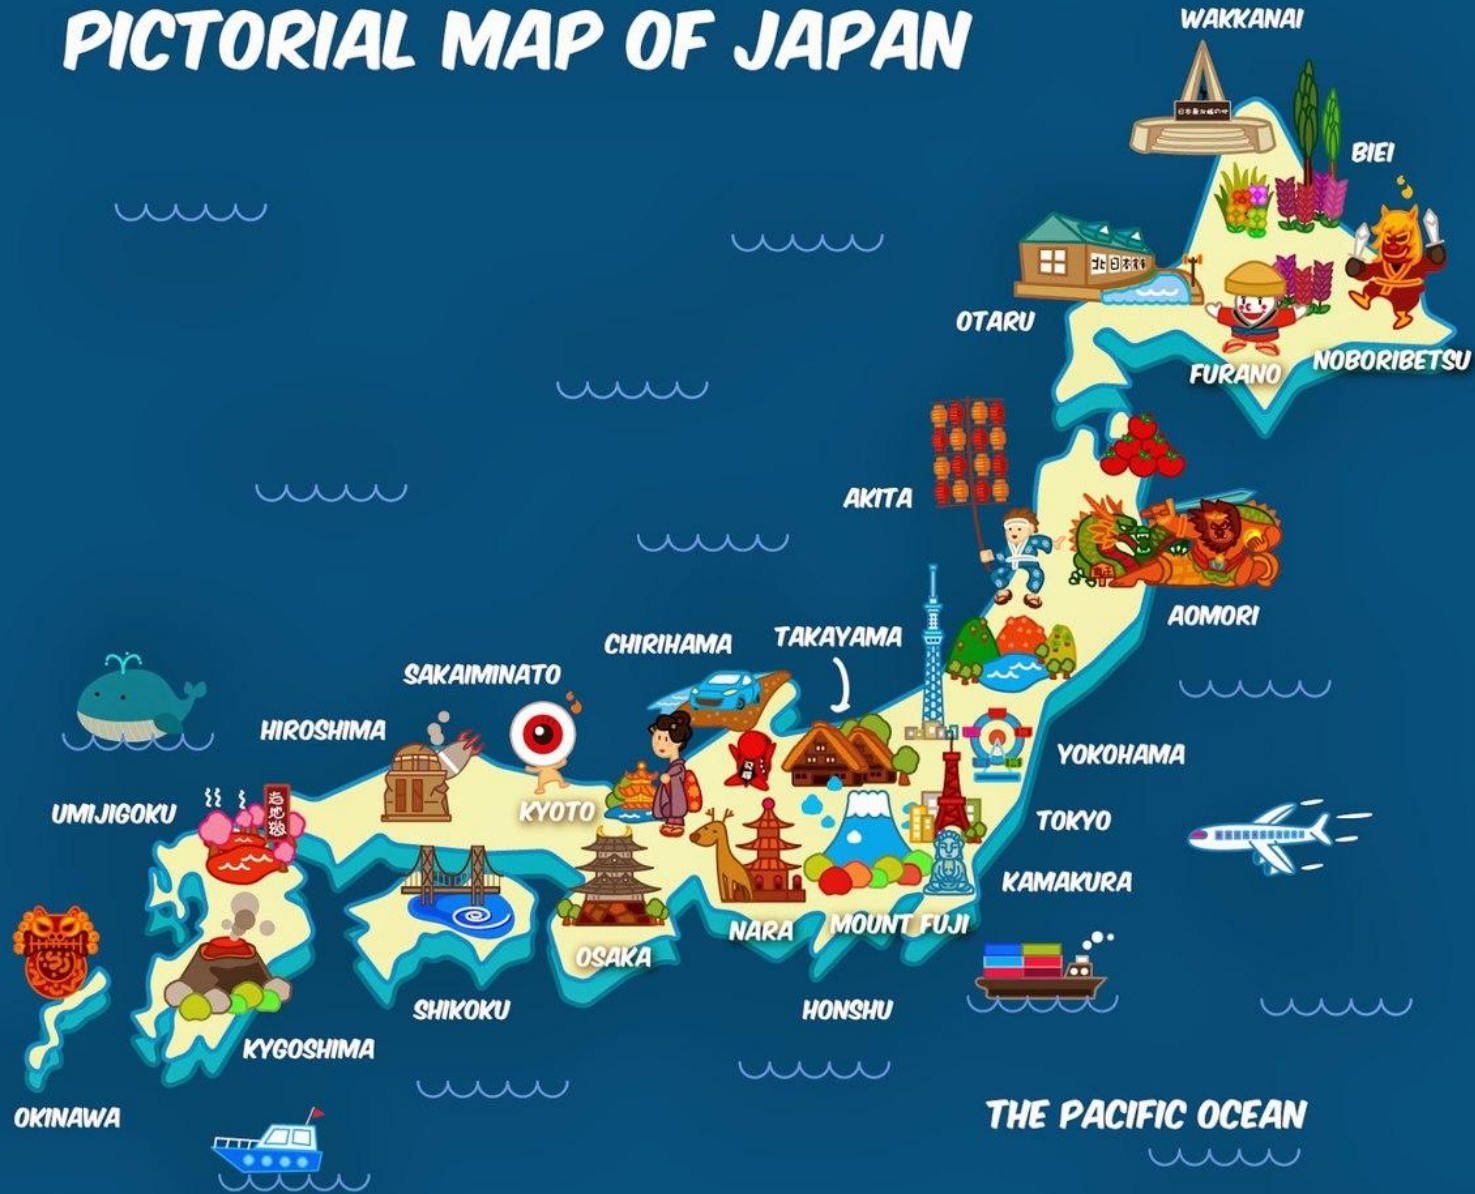 PICTORIAL MAP OF JAPAN
WAKKANAI
BIEI
OTARU
FURANO
NOBORIBETSU
AKITA
AOMORI
CHIRIHAMA
TAKAYAMA
SAKAIMINATO
HIROSHIMA
YOKOHAMA
UMIJIGOKU
KYOTO
TOKYO
KAMAKURA
NARA
MOUNT FUJI
OSAKA
SHIKOKU
HONSHU
KYGOSHIMA
OKINAWA
THE PACIFIC OCEAN